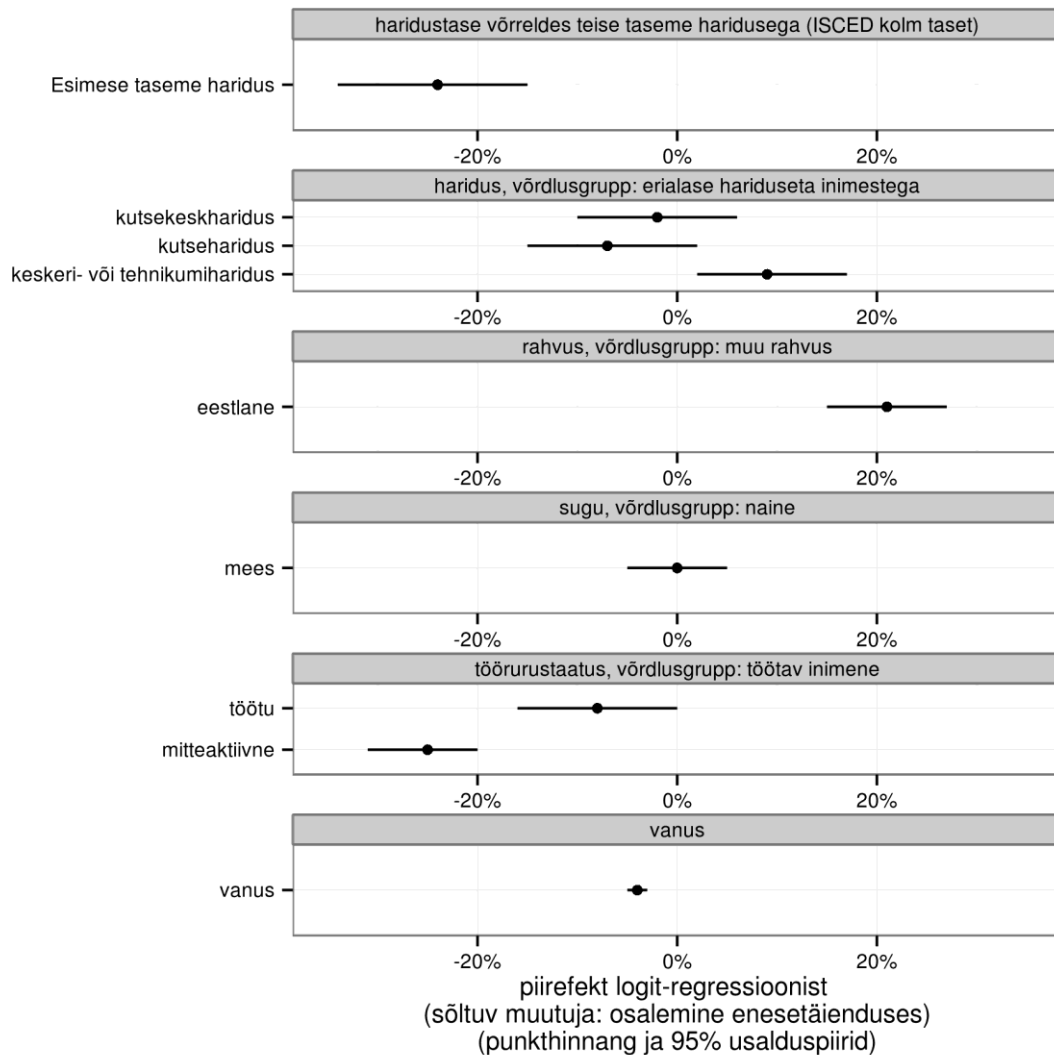 haridustase võrreldes teise taseme haridusega (ISCED kolm taset)
Esimese taseme haridus
-20% 0% 20%
haridus, võrdlusgrupp: erialase hariduseta inimestega
kutsekeskharidus
kutseharidus
keskeri- või tehnikumiharidus
-20% 0% 20%
rahvus, võrdlusgrupp: muu rahvus
eestlane
-20% 0% 20%
sugu, võrdlusgrupp: naine
mees
-20% 0% 20%
töörurustaatus, võrdlusgrupp: töötav inimene
töötu
mitteaktiivne
-20% 0% 20%
vanus
vanus
-20% 0% 20%
piirefekt logit-regressioonist
(sõltuv muutuja: osalemine enesetäienduses)
(punkthinnang ja 95% usalduspiirid)